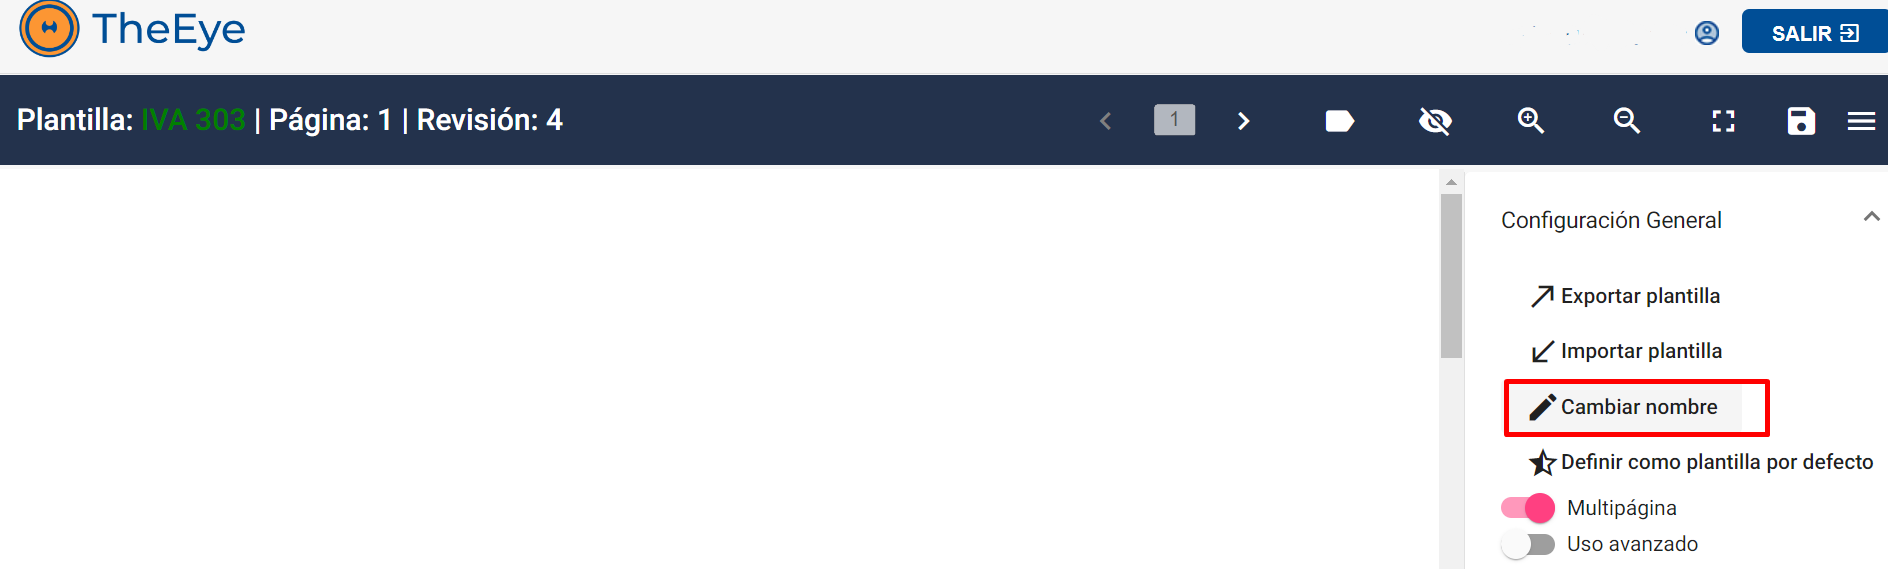 TheEye
SALIR
Plantilla: IVA 303 | Página: 1 | Revisión: 4
1
Configuración General
Exportar plantilla
Importar plantilla
Cambiar nombre
Definir como plantilla por defecto
Multipágina
Uso avanzado